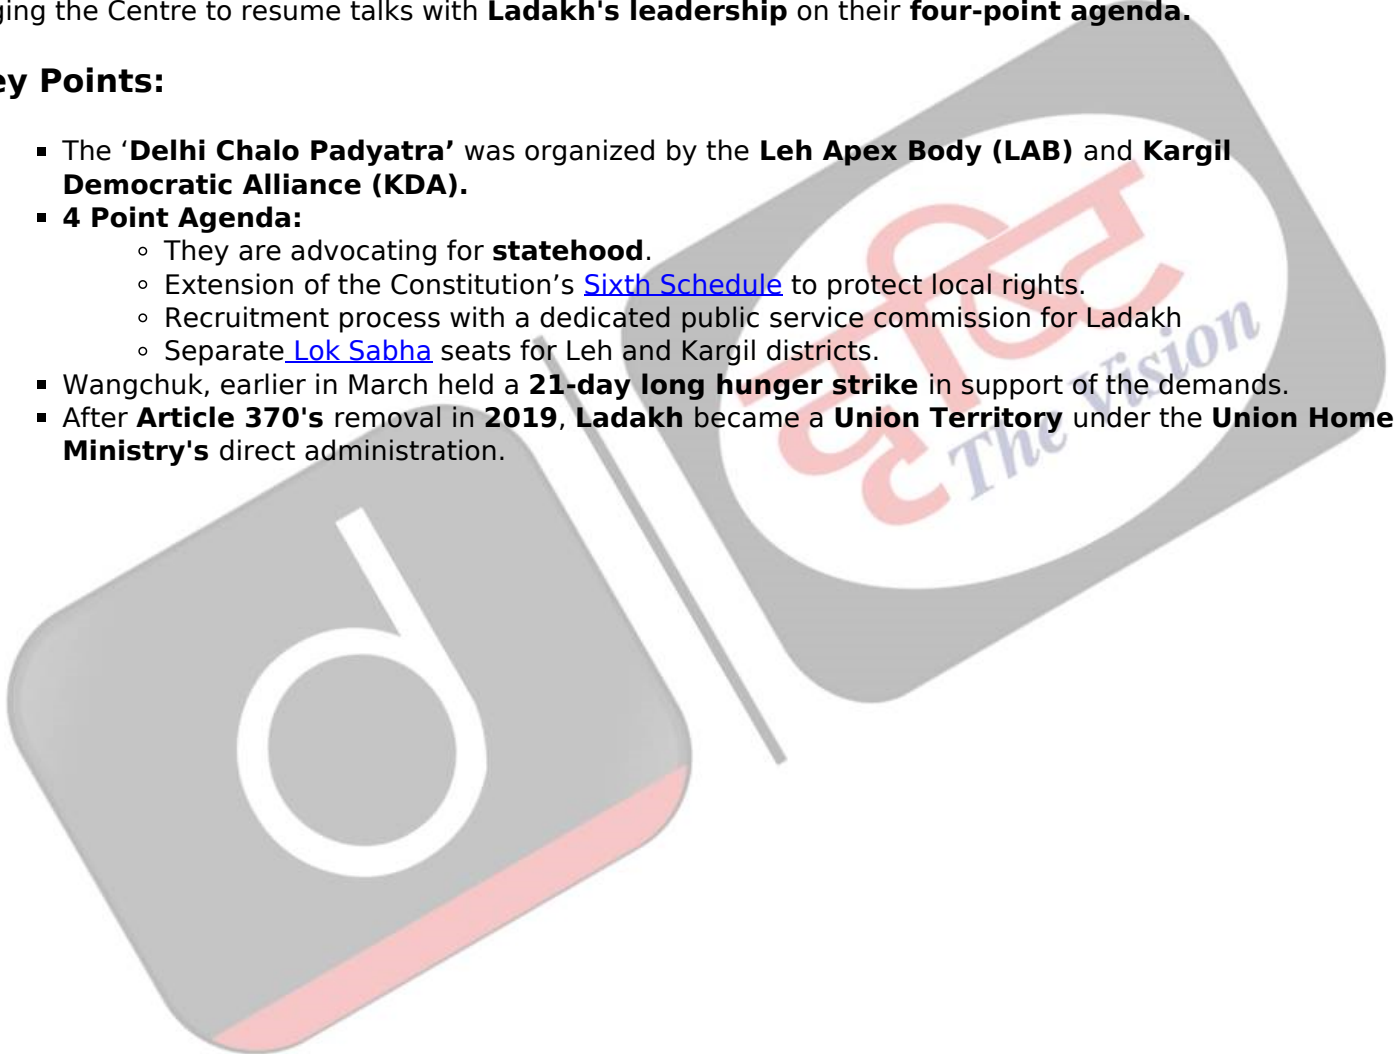 ging the Centre to resume talks with Ladakh's leadership on their four-point agenda.
ey Points:
▪ The ‘Delhi Chalo Padyatra’ was organized by the Leh Apex Body (LAB) and Kargil
Democratic Alliance (KDA).
▪ 4 Point Agenda:
◦ They are advocating for statehood.
◦ Extension of the Constitution’s Sixth Schedule to protect local rights.
◦ Recruitment process with a dedicated public service commission for Ladakh
◦ Separate Lok Sabha seats for Leh and Kargil districts.
▪ Wangchuk, earlier in March held a 21-day long hunger strike in support of the demands.
▪ After Article 370's removal in 2019, Ladakh became a Union Territory under the Union Home
Ministry's direct administration.
d
दृष्टि
The Vision